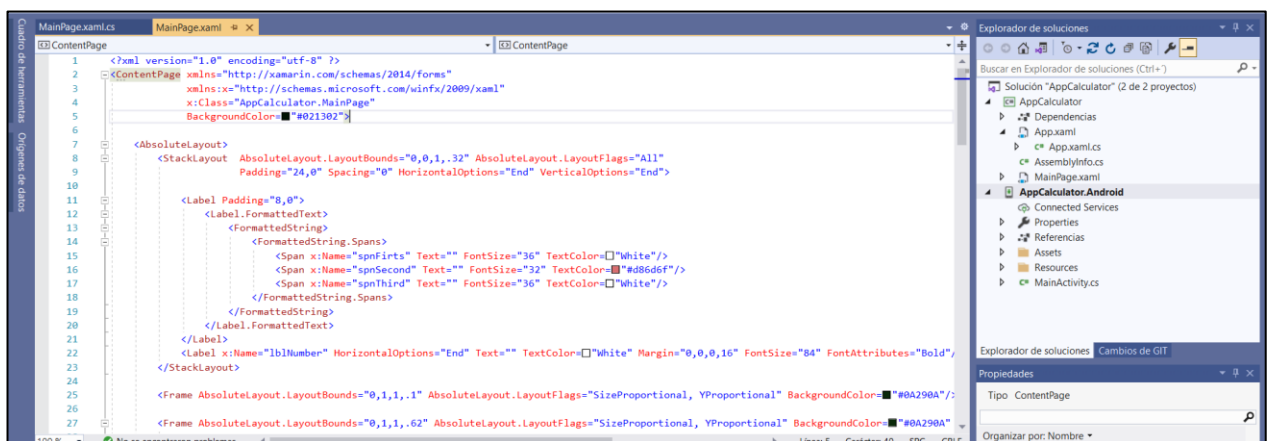 Cuadro de herramientas
Orígenes de datos
MainPage.xaml.cs
MainPage.xaml
ContentPage
ContentPage
1 <?xml version="1.0" encoding="utf-8" ?>
2 <ContentPage xmlns="http://xamarin.com/schemas/2014/forms"
3 xmlns:x="http://schemas.microsoft.com/winfx/2009/xaml"
4 x:Class="AppCalculator.MainPage"
5 BackgroundColor="#021302">
6
7 <AbsoluteLayout>
8 <StackLayout AbsoluteLayout.LayoutBounds="0,0,1,.32" AbsoluteLayout.LayoutFlags="All"
9 Padding="24,0" Spacing="0" HorizontalOptions="End" VerticalOptions="End">
10
11 <Label Padding="8,0">
12 <Label.FormattedText>
13 <FormattedString>
14 <FormattedString.Spans>
15 <Span x:Name="spnFirts" Text="" FontSize="36" TextColor="White"/>
16 <Span x:Name="spnSecond" Text="" FontSize="32" TextColor="#d86d6f"/>
17 <Span x:Name="spnThird" Text="" FontSize="36" TextColor="White"/>
18 </FormattedString.Spans>
19 </FormattedString>
20 </Label.FormattedText>
21 </Label>
22 <Label x:Name="lblNumber" HorizontalOptions="End" Text="" TextColor="White" Margin="0,0,0,16" FontSize="84" FontAttributes="Bold"/
23 </StackLayout>
24
25 <Frame AbsoluteLayout.LayoutBounds="0,1,1,.1" AbsoluteLayout.LayoutFlags="SizeProportional, YProportional" BackgroundColor="#0A290A"/>
26
27 <Frame AbsoluteLayout.LayoutBounds="0,1,1,.62" AbsoluteLayout.LayoutFlags="SizeProportional, YProportional" BackgroundColor="#0A290A"
Explorador de soluciones
Buscar en Explorador de soluciones (Ctrl+´)
Solución "AppCalculator" (2 de 2 proyectos)
AppCalculator
Dependencias
App.xaml
App.xaml.cs
AssemblyInfo.cs
MainPage.xaml
AppCalculator.Android
Connected Services
Properties
Referencias
Assets
Resources
MainActivity.cs
Explorador de soluciones Cambios de GIT
Propiedades
Tipo ContentPage
Organizar por: Nombre